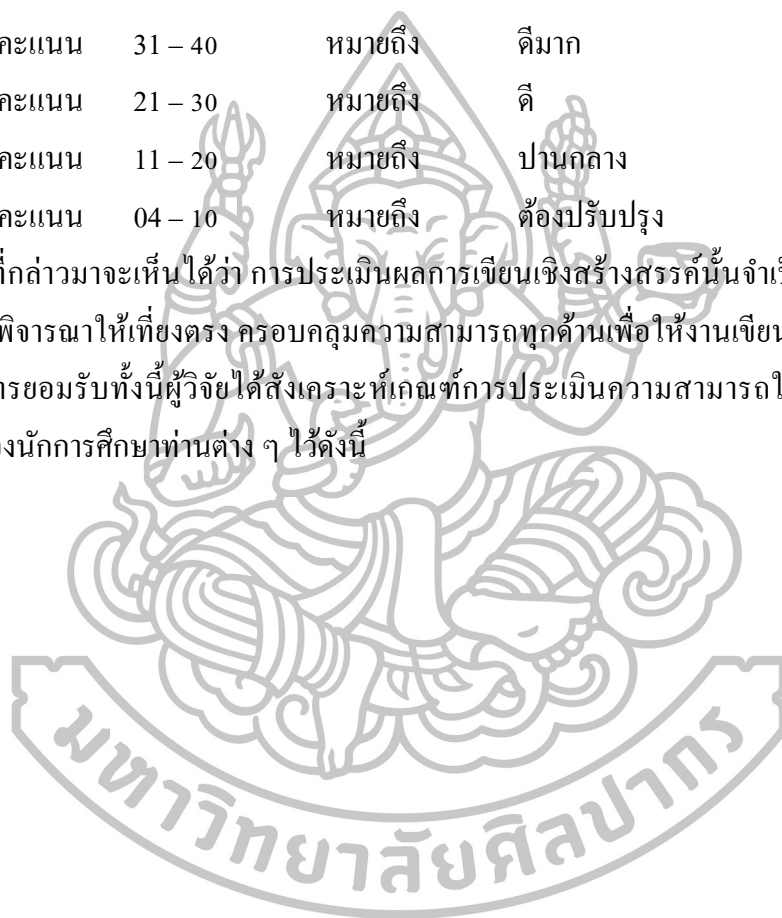 คะแนน 31 – 40 หมายถึง ดีมาก
คะแนน 21 – 30 หมายถึง ดี
คะแนน 11 – 20 หมายถึง ปานกลาง
คะแนน 04 – 10 หมายถึง ต้องปรับปรุง
ที่กล่าวมาจะเห็นได้ว่า การประเมินผลการเขียนเชิงสร้างสรรค์นั้น
พิจารณาให้เที่ยงตรง ครอบคลุมความสามารถทุกด้านเพื่อให้งานเขียน
การยอมรับทั้งนี้ผู้วิจัยได้สังเคราะห์เกณฑ์การประเมินความสามารถ
ของนักการศึกษาท่านต่าง ๆ ไว้ดังนี้
มหาวิทยาลัยศิลปากร